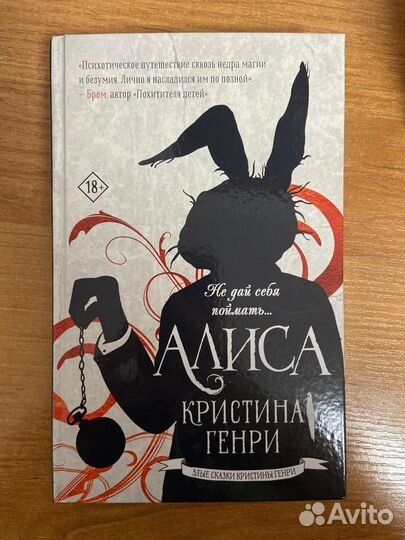 «Психотическое путешествие сквозь недра магии
и безумия. Лично я насладился им по полной».
– Бром, автор «Похитителя детей»
18+
Не дай себя
поймать...
АЛИСА
КРИСТИНА
ГЕНРИ
ЗЛЫЕ СКАЗКИ КРИСТИНЫ ГЕНРИ
Avito